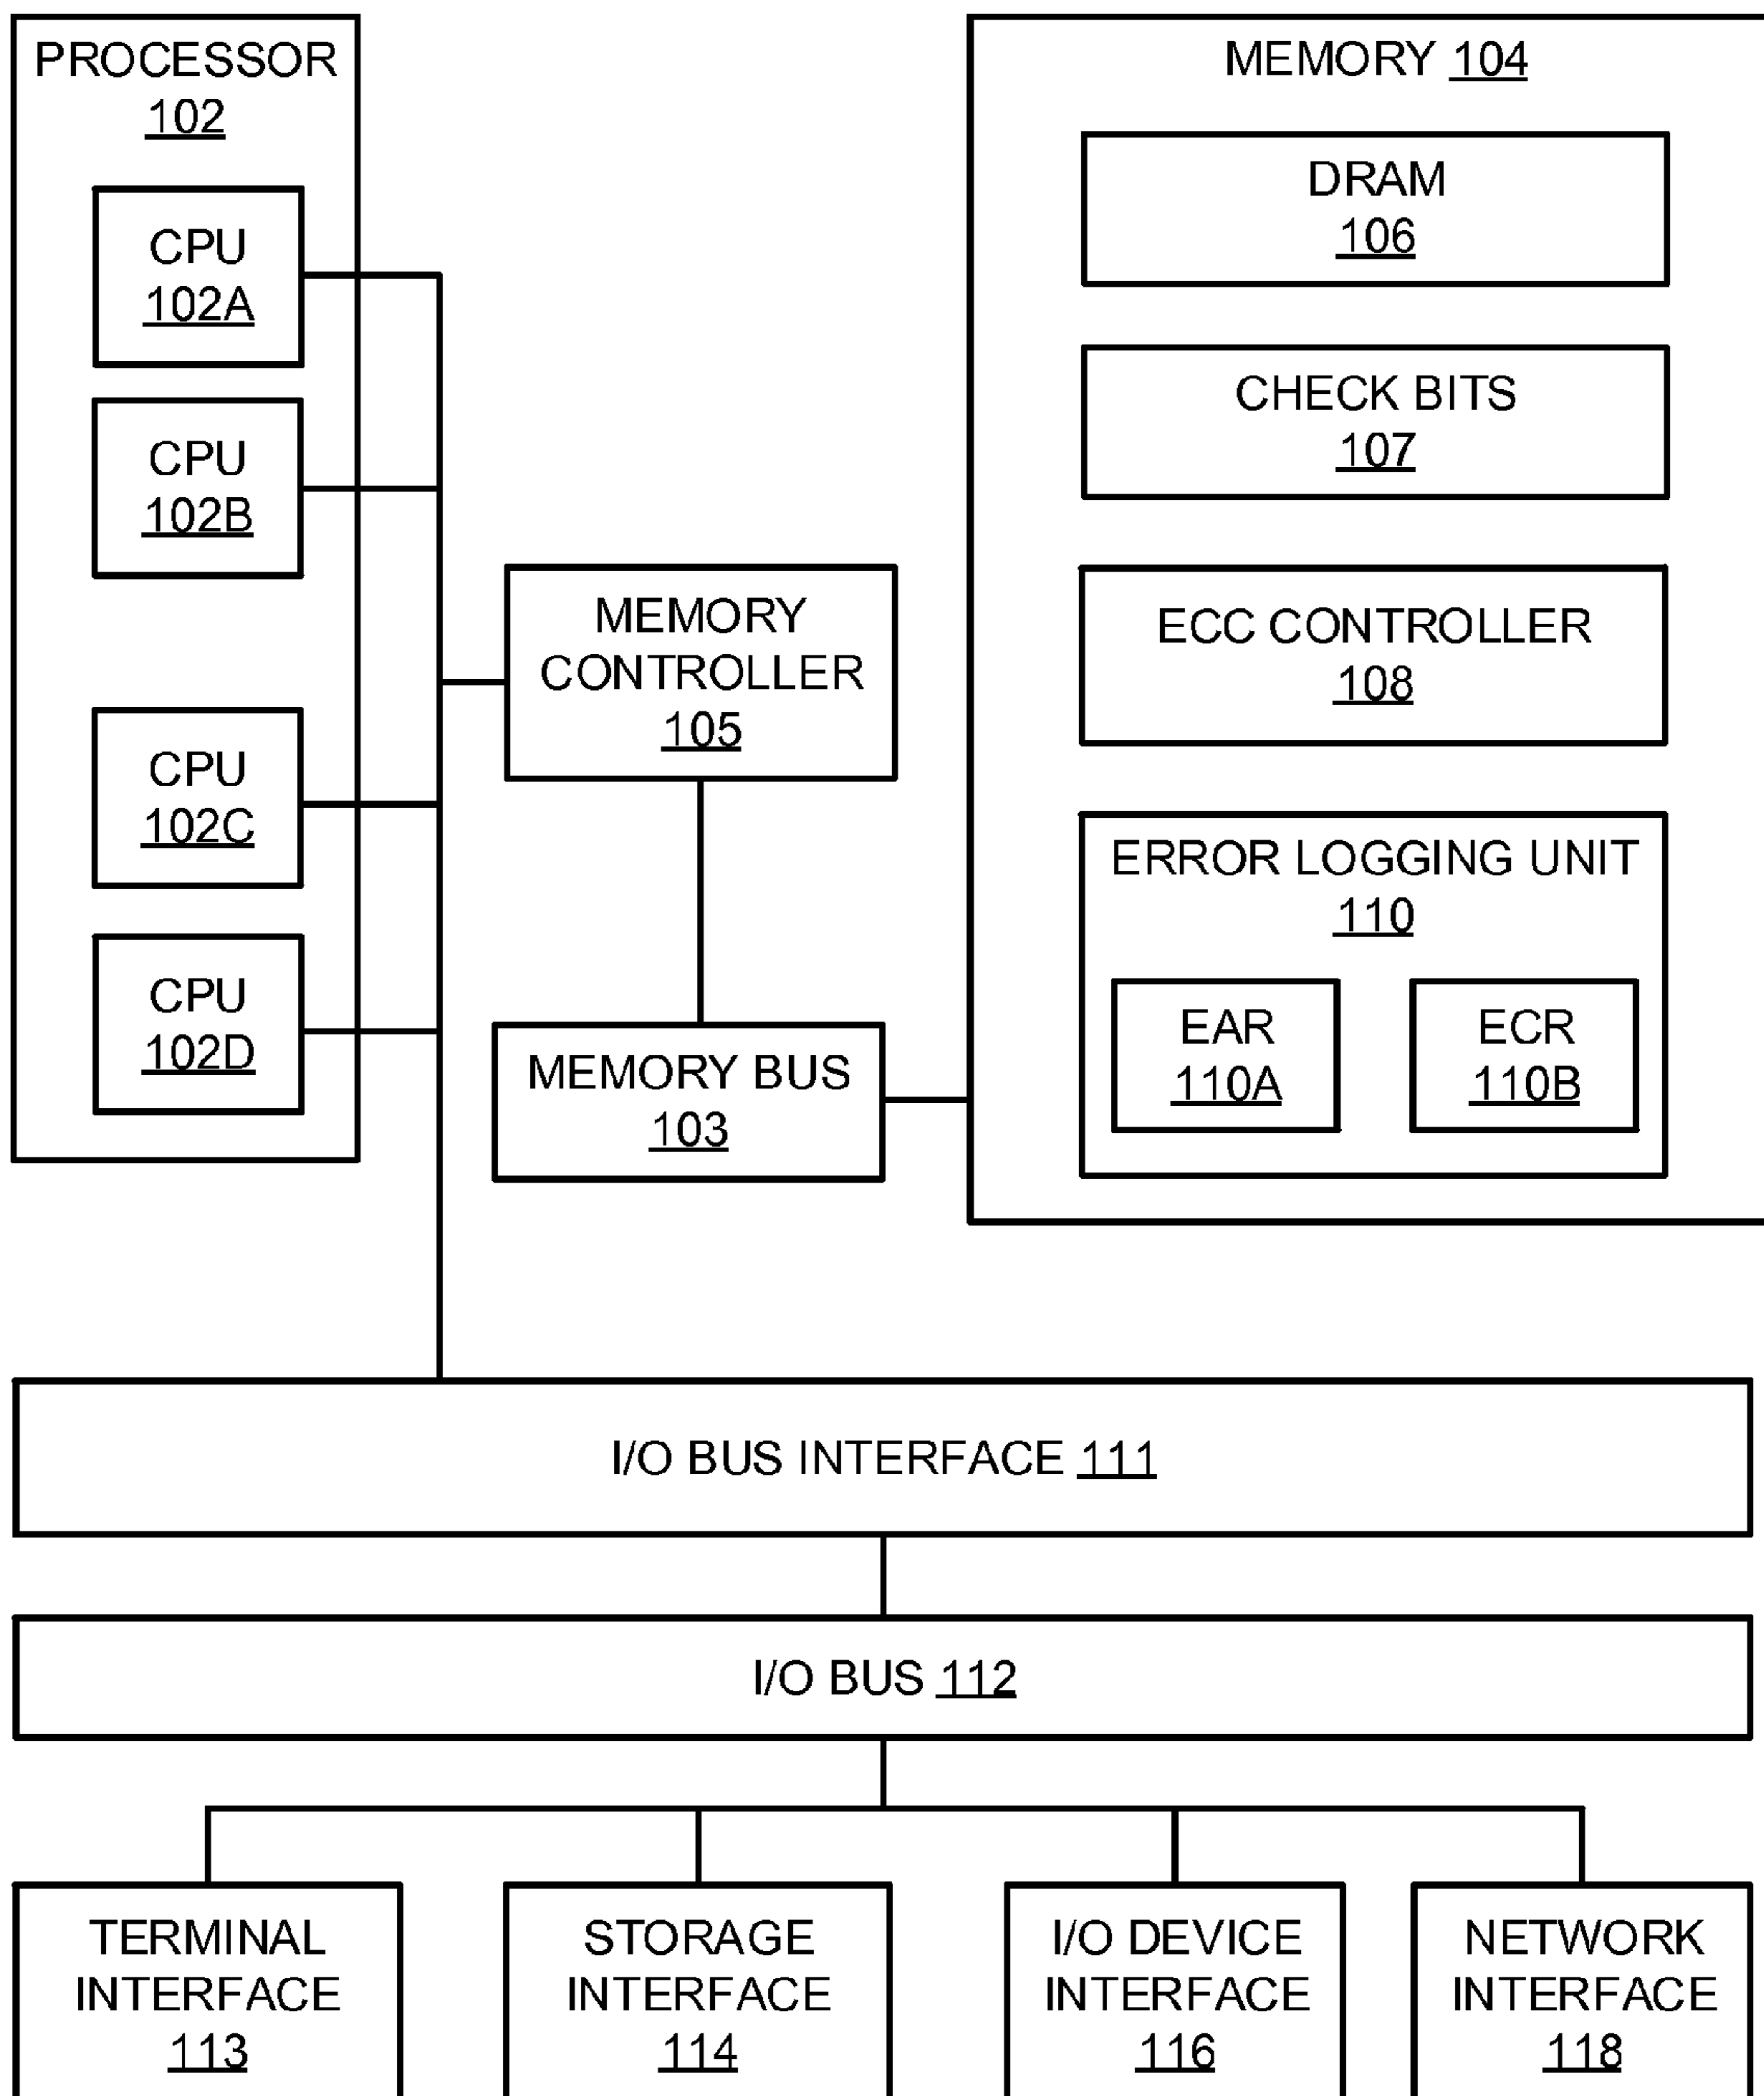 PROCESSOR
102
CPU
102A
CPU
102B
CPU
102C
CPU
102D
MEMORY
CONTROLLER
105
MEMORY BUS
103
MEMORY 104
DRAM
106
CHECK BITS
107
ECC CONTROLLER
108
ERROR LOGGING UNIT
110
EAR
110A
ECR
110B
I/O BUS INTERFACE 111
I/O BUS 112
TERMINAL
INTERFACE
113
STORAGE
INTERFACE
114
I/O DEVICE
INTERFACE
116
NETWORK
INTERFACE
118